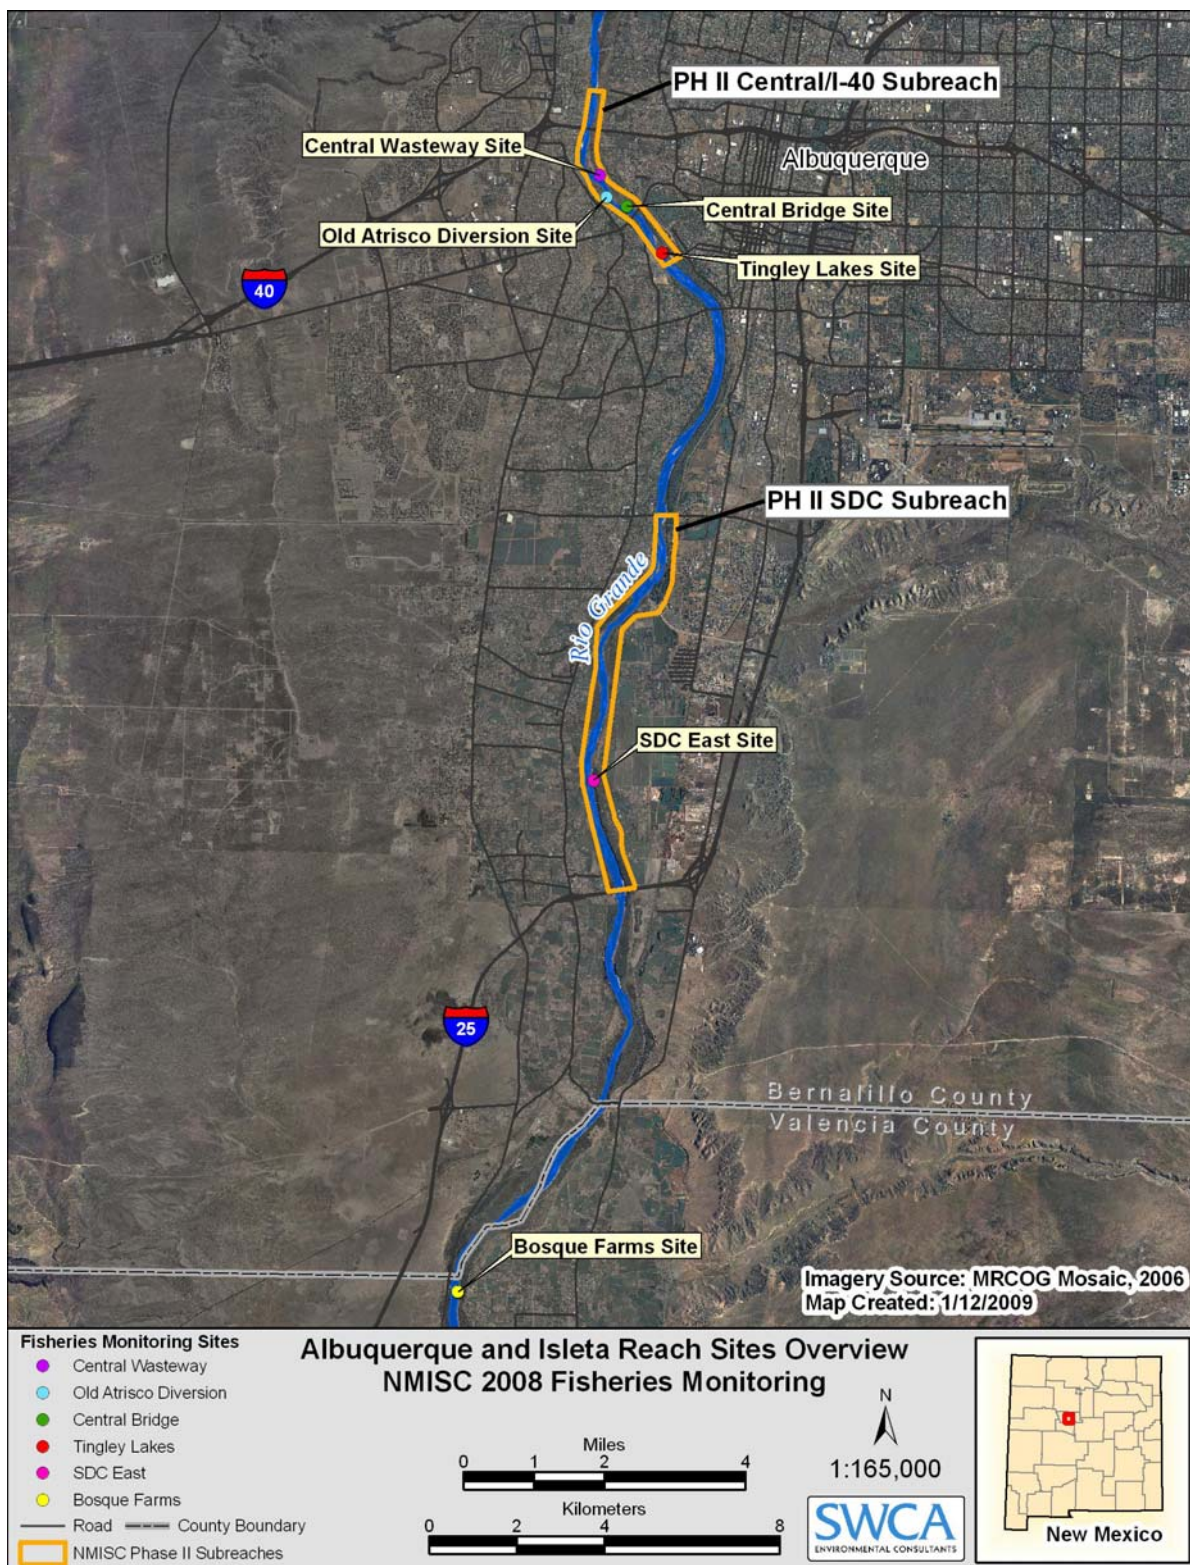 PH II Central/I-40 Subreach
Central Wasteway Site
Albuquerque
Central Bridge Site
Old Atrisco Diversion Site
Tingley Lakes Site
40
PH II SDC Subreach
Rio Grande
SDC East Site
25
Bernalillo County
Valencia County
Bosque Farms Site
Imagery Source: MRCOG Mosaic, 2006
Map Created: 1/12/2009
Fisheries Monitoring Sites
Central Wasteway
Old Atrisco Diversion
Central Bridge
Tingley Lakes
SDC East
Bosque Farms
Road County Boundary
NMISC Phase II Subreaches
Albuquerque and Isleta Reach Sites Overview
NMISC 2008 Fisheries Monitoring
Miles
0 1 2 4
Kilometers
0 2 4 8
N
1:165,000
SWCA
ENVIRONMENTAL CONSULTANTS
New Mexico